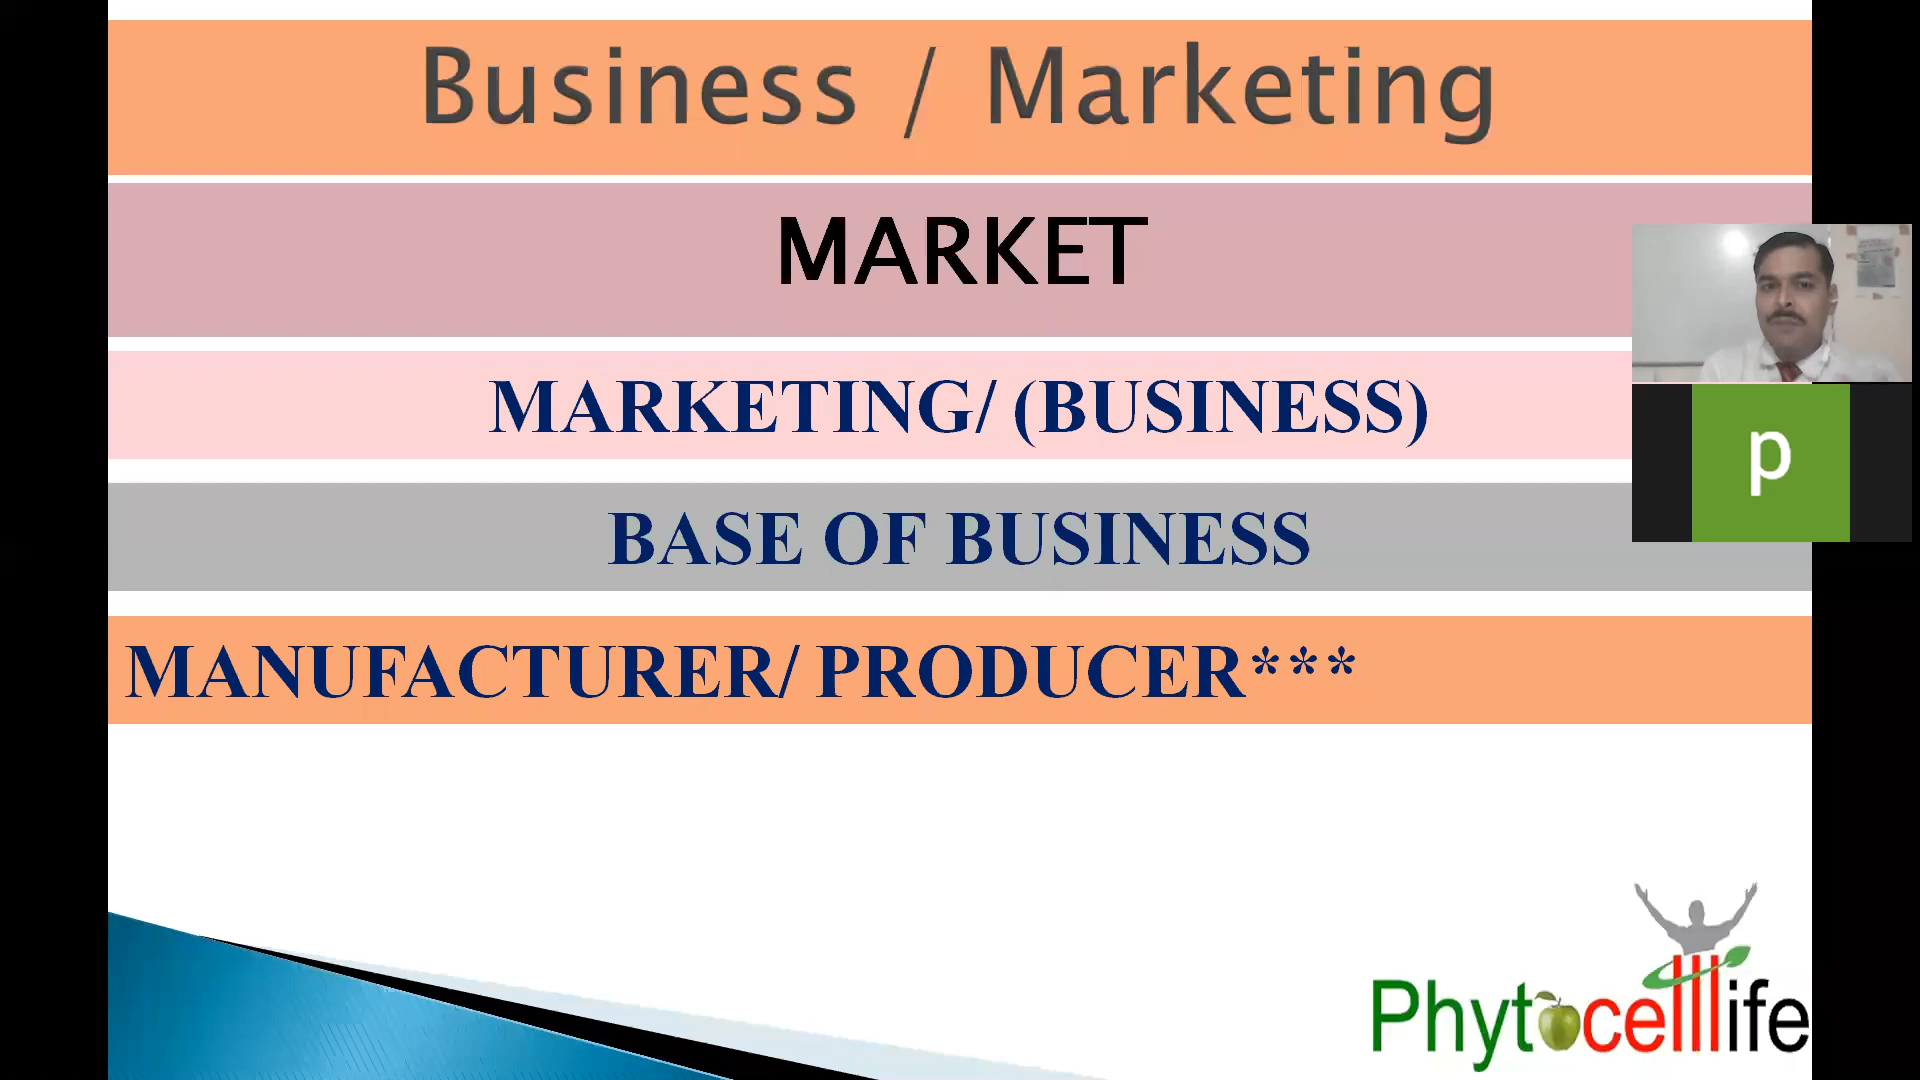 Business / Marketing
MARKET
MARKETING/ (BUSINESS)
p
BASE OF BUSINESS
MANUFACTURER/ PRODUCER***
Phytocelllife